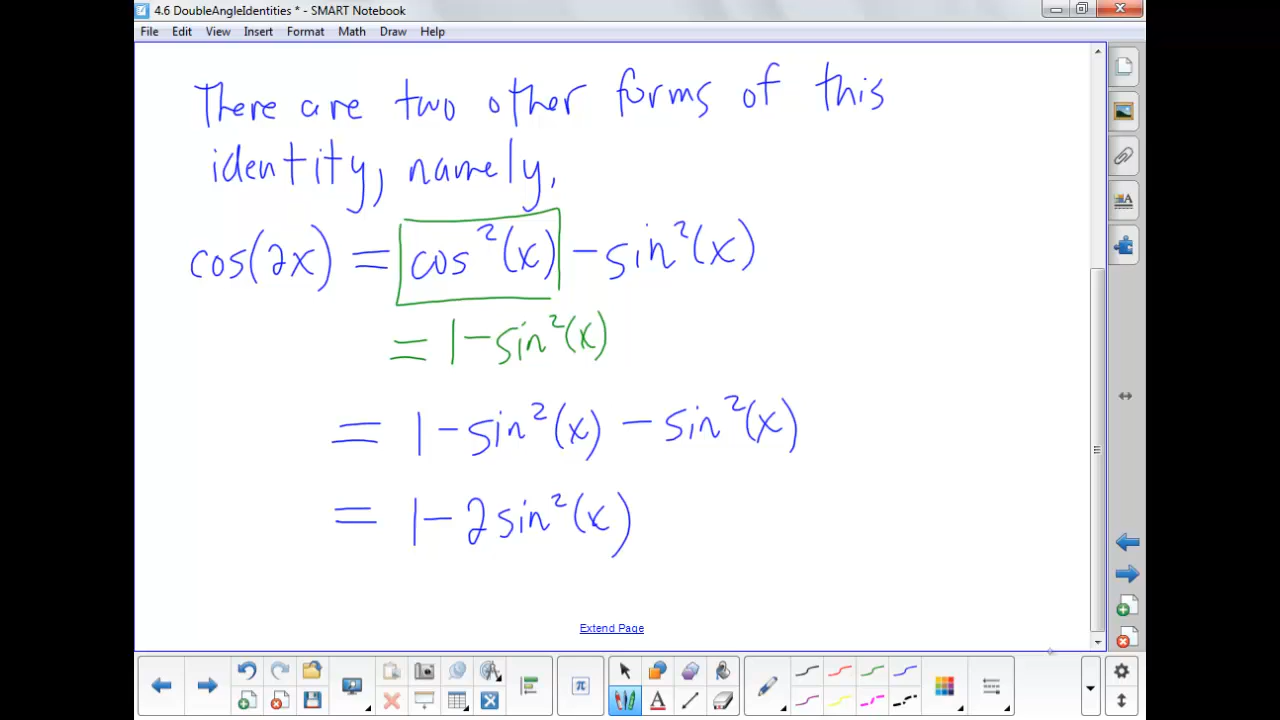 4.6 DoubleAngleIdentities * - SMART Notebook
File Edit View Insert Format Math Draw Help
There are two other forms of this
identity, namely,
cos(2x) = cos²(x) - sin²(x)
= 1 - sin²(x)
= 1 - sin²(x) - sin²(x)
= 1 - 2sin²(x)
Extend Page